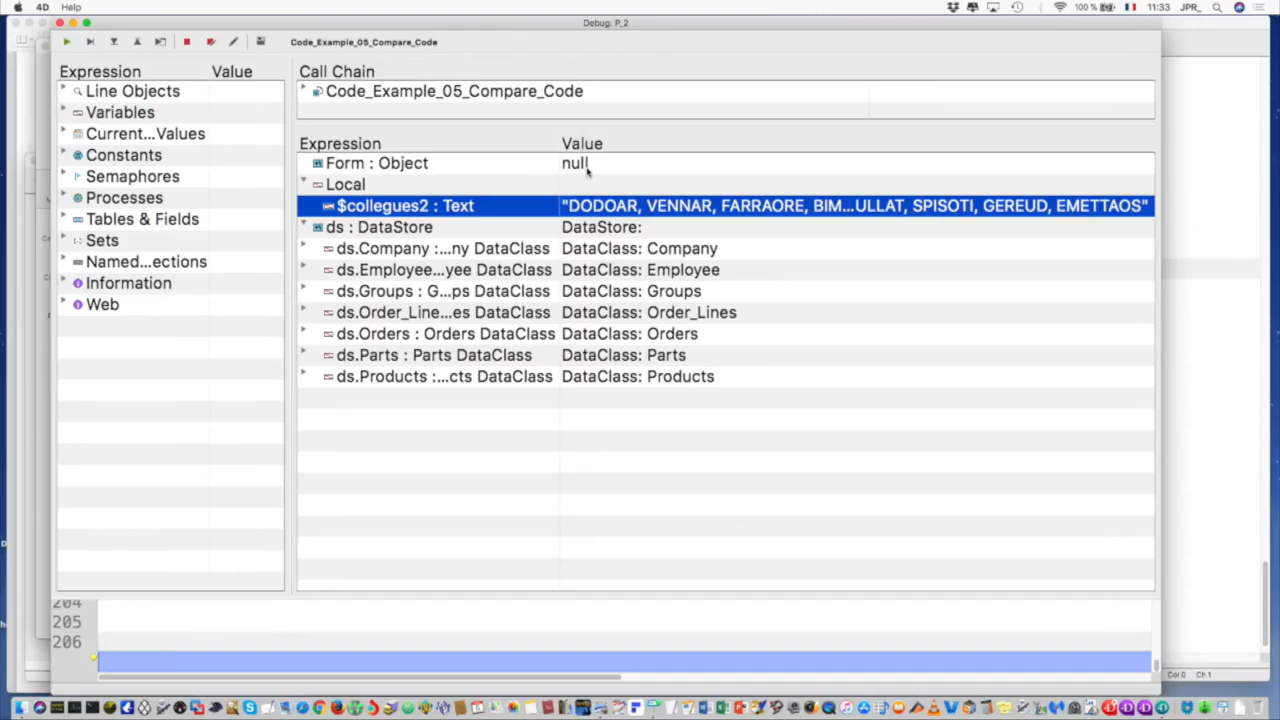 4D Help 100 % 11:33 JPR_
Debug: P_2
Code_Example_05_Compare_Code
Expression Value
Line Objects
Variables
Current...Values
Constants
Semaphores
Processes
Tables & Fields
Sets
Named...ections
Information
Web
Call Chain
Code_Example_05_Compare_Code
Expression Value
Form : Object null
Local
$collegues2 : Text "DODOAR, VENNAR, FARRAORE, BIM...ULLAT, SPISOTI, GEREUD, EMETTAOS"
ds : DataStore DataStore:
ds.Company :...ny DataClass DataClass: Company
ds.Employee...yee DataClass DataClass: Employee
ds.Groups : G...ps DataClass DataClass: Groups
ds.Order_Line...es DataClass DataClass: Order_Lines
ds.Orders : Orders DataClass DataClass: Orders
ds.Parts : Parts DataClass DataClass: Parts
ds.Products :...cts DataClass DataClass: Products
204
205
206
Col 0 Ch 1